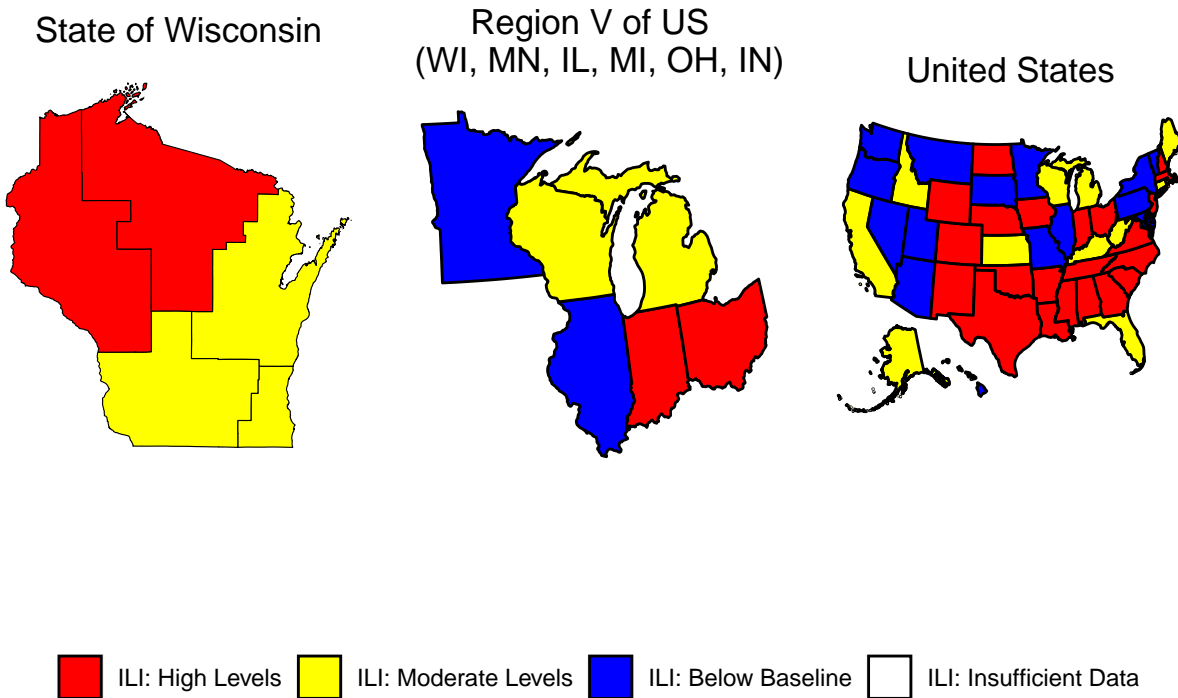 State of Wisconsin
Region V of US
(WI, MN, IL, MI, OH, IN)
United States
ILI: High Levels
ILI: Moderate Levels
ILI: Below Baseline
ILI: Insufficient Data